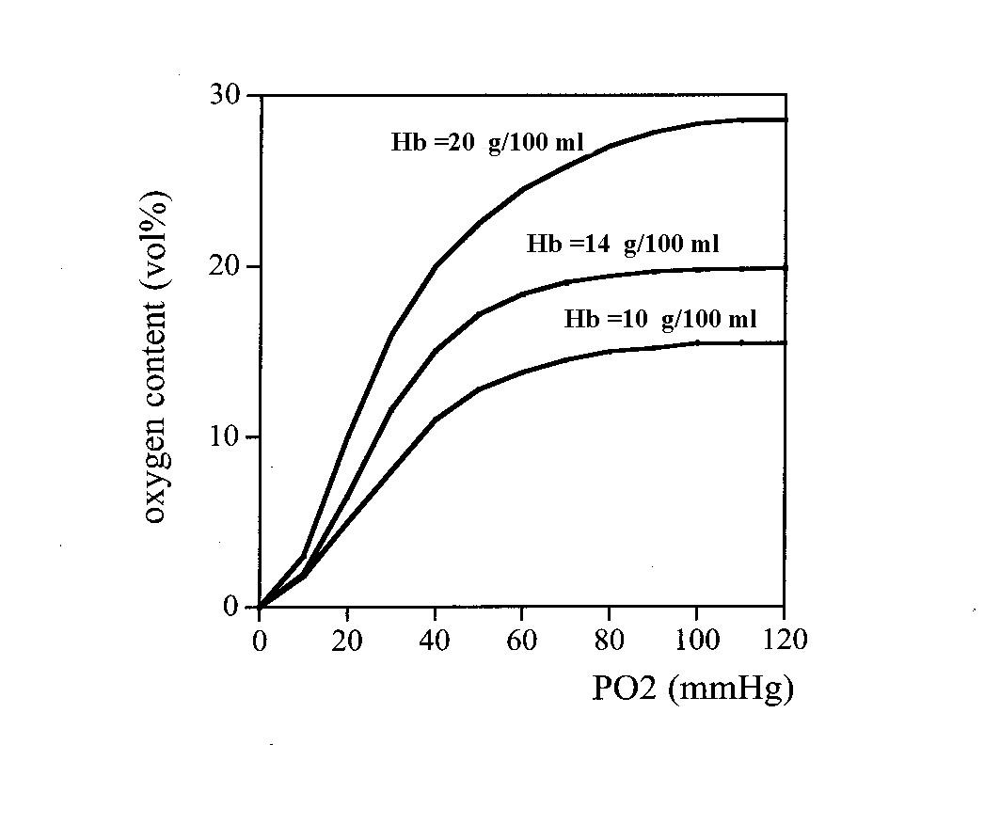 30
Hb =20 g/100 ml
Hb =14 g/100 ml
20
Hb =10 g/100 ml
oxygen content (vol%)
10
0
0 20 40 60 80 100 120
PO2 (mmHg)